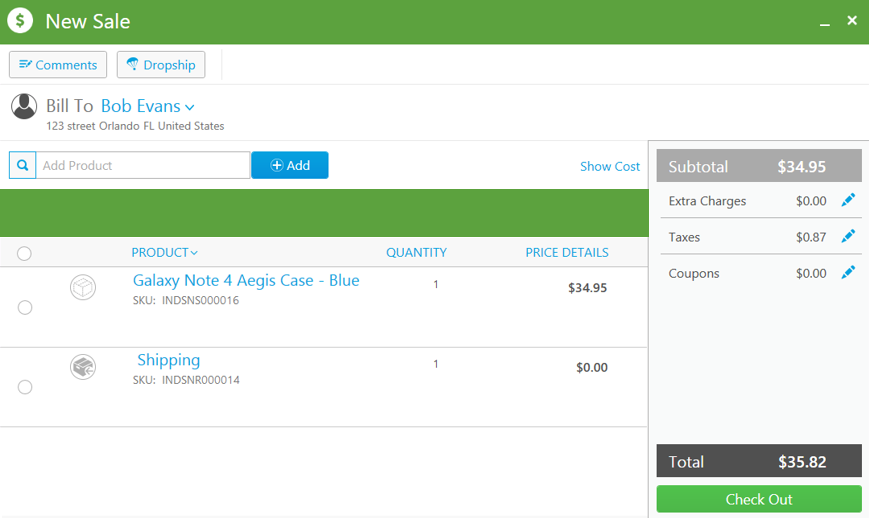 $ New Sale
Comments Dropship
Bill To Bob Evans
123 street Orlando FL United States
Add Product Add Show Cost
Subtotal $34.95
Extra Charges $0.00
Taxes $0.87
Coupons $0.00
PRODUCT QUANTITY PRICE DETAILS
Galaxy Note 4 Aegis Case - Blue 1 $34.95
SKU: INDSNS000016
Shipping 1 $0.00
SKU: INDSNR000014
Total $35.82
Check Out